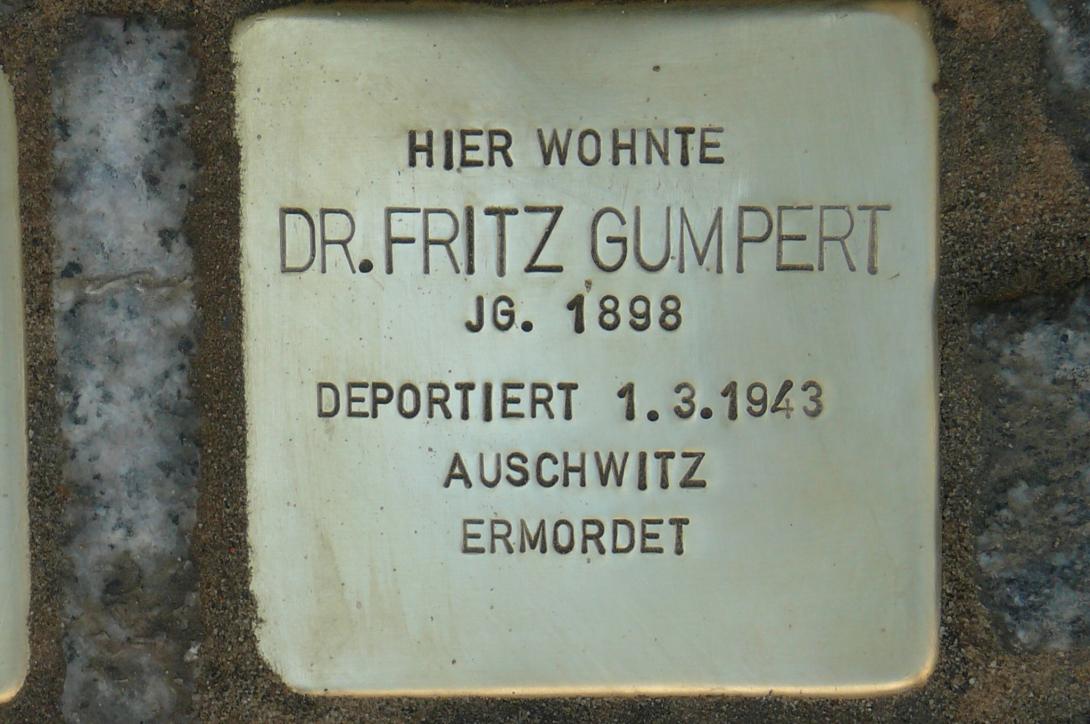 HIER WOHNTE
DR. FRITZ GUMPERT
JG. 1898
DEPORTIERT 1.3.1943
AUSCHWITZ
ERMORDET